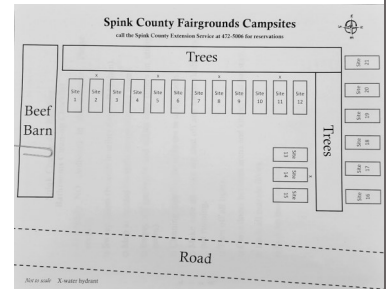 Spink County Fairgrounds Campsites
call the Spink County Extension Service at 472-5006 for reservations
Trees
Beef
Barn
x x x x
Site 1
Site 2
Site 3
Site 4
Site 5
Site 6
Site 7
Site 8
Site 9
Site 10
Site 11
Site 12
Site 13
Site 14
x
Site 15
Trees
Site 21
Site 20
Site 19
Site 18
Site 17
Site 16
Road
Not to scale X-water hydrant